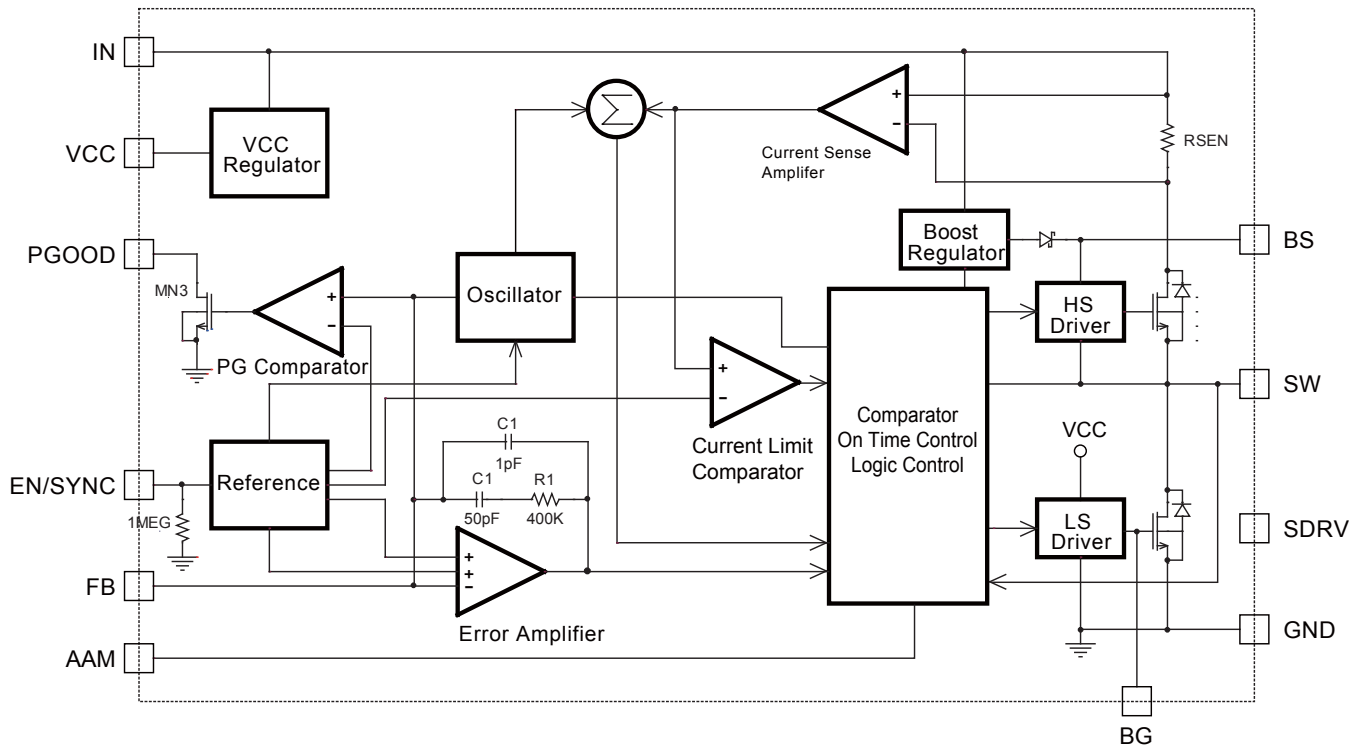 IN
VCC
VCC
Regulator
PGOOD
MN3
+
−
PG Comparator
EN/SYNC
1MEG
Reference
FB
AAM
Oscillator
Σ
+
−
Current Sense
Amplifer
RSEN
Boost
Regulator
BS
HS
Driver
SW
+
−
Current Limit
Comparator
Comparator
On Time Control
Logic Control
C1
1pF
C1
50pF
R1
400K
+
+
−
Error Amplifier
VCC
LS
Driver
SDRV
GND
BG